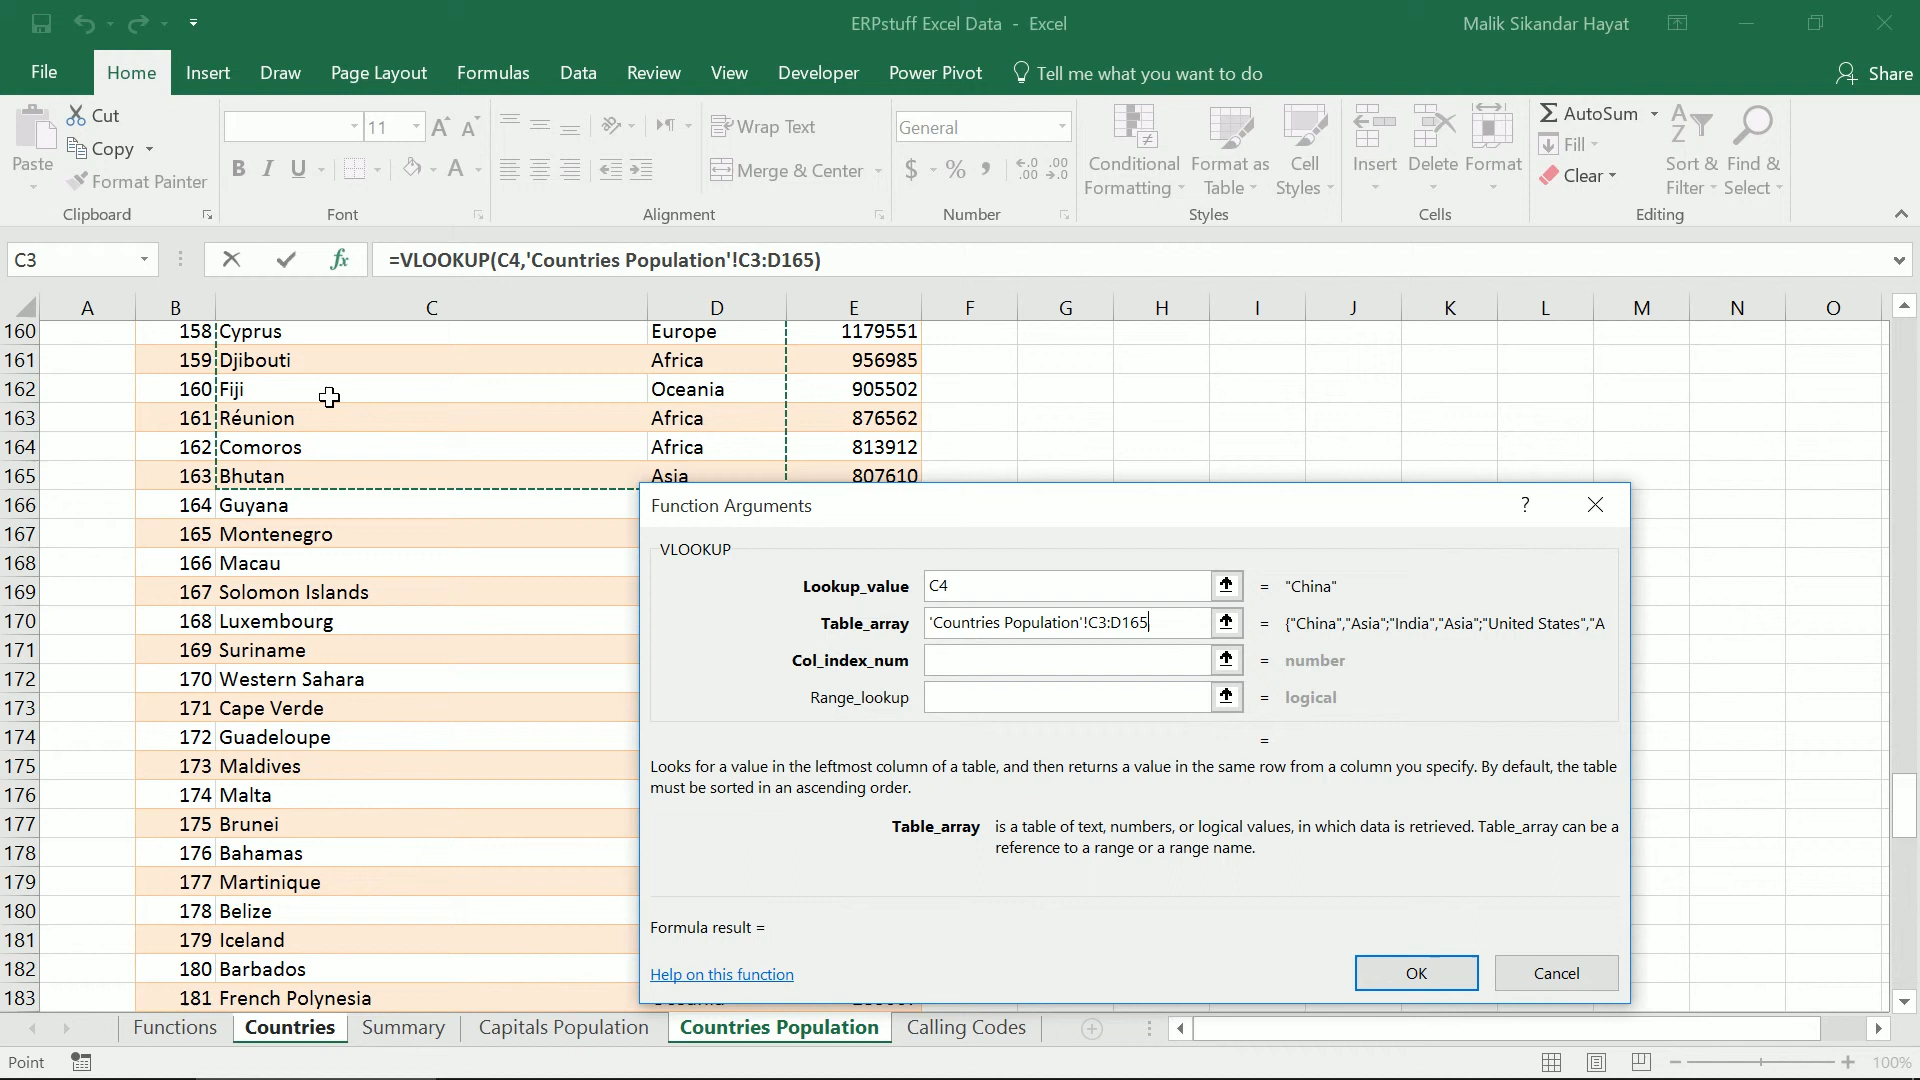 ERPstuff Excel Data - Excel
Malik Sikandar Hayat
File Home Insert Draw Page Layout Formulas Data Review View Developer Power Pivot Tell me what you want to do Share
Paste
Cut
Copy
Format Painter
Clipboard
11
B I U
Font
Wrap Text
Merge & Center
Alignment
General
$ % ,
Number
Conditional Formatting
Format as Table
Cell Styles
Styles
Insert Delete Format
Cells
AutoSum
Fill
Clear
Sort & Filter
Find & Select
Editing
C3
fx
=VLOOKUP(C4,'Countries Population'!C3:D165)
A B C D E F G H I J K L M N O
160 158 Cyprus Europe 1179551
161 159 Djibouti Africa 956985
162 160 Fiji Oceania 905502
163 161 Réunion Africa 876562
164 162 Comoros Africa 813912
165 163 Bhutan Asia 807610
166 164 Guyana
167 165 Montenegro
168 166 Macau
169 167 Solomon Islands
170 168 Luxembourg
171 169 Suriname
172 170 Western Sahara
173 171 Cape Verde
174 172 Guadeloupe
175 173 Maldives
176 174 Malta
177 175 Brunei
178 176 Bahamas
179 177 Martinique
180 178 Belize
181 179 Iceland
182 180 Barbados
183 181 French Polynesia
Function Arguments ?
VLOOKUP
Lookup_value C4 = "China"
Table_array 'Countries Population'!C3:D165 = {"China","Asia";"India","Asia";"United States","A
Col_index_num = number
Range_lookup = logical
=
Looks for a value in the leftmost column of a table, and then returns a value in the same row from a column you specify. By default, the table
must be sorted in an ascending order.
Table_array is a table of text, numbers, or logical values, in which data is retrieved. Table_array can be a
reference to a range or a range name.
Formula result =
Help on this function
OK Cancel
Functions Countries Summary Capitals Population Countries Population Calling Codes
Point
100%